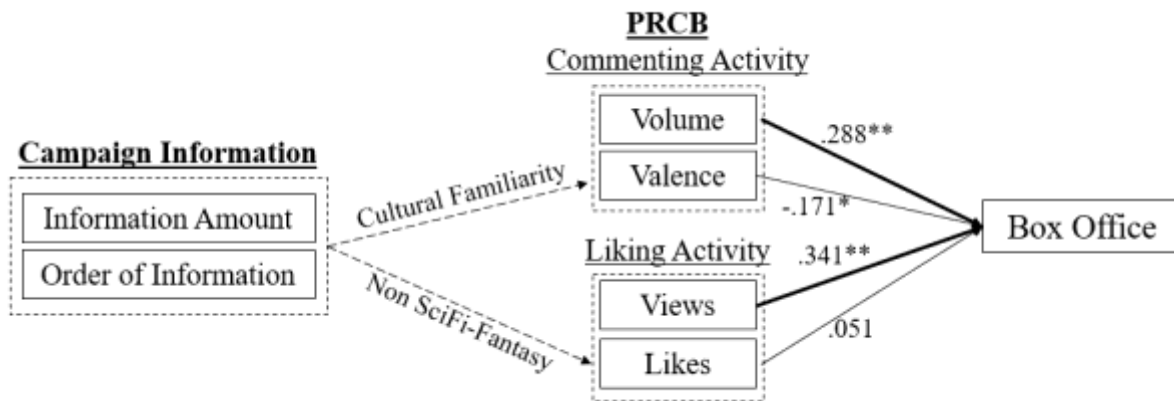 PRCB
Commenting Activity
Volume
.288**
Campaign Information
Cultural Familiarity
Valence
-.171*
Information Amount
Box Office
Liking Activity
.341**
Order of Information
Views
Non SciFi-Fantasy
.051
Likes